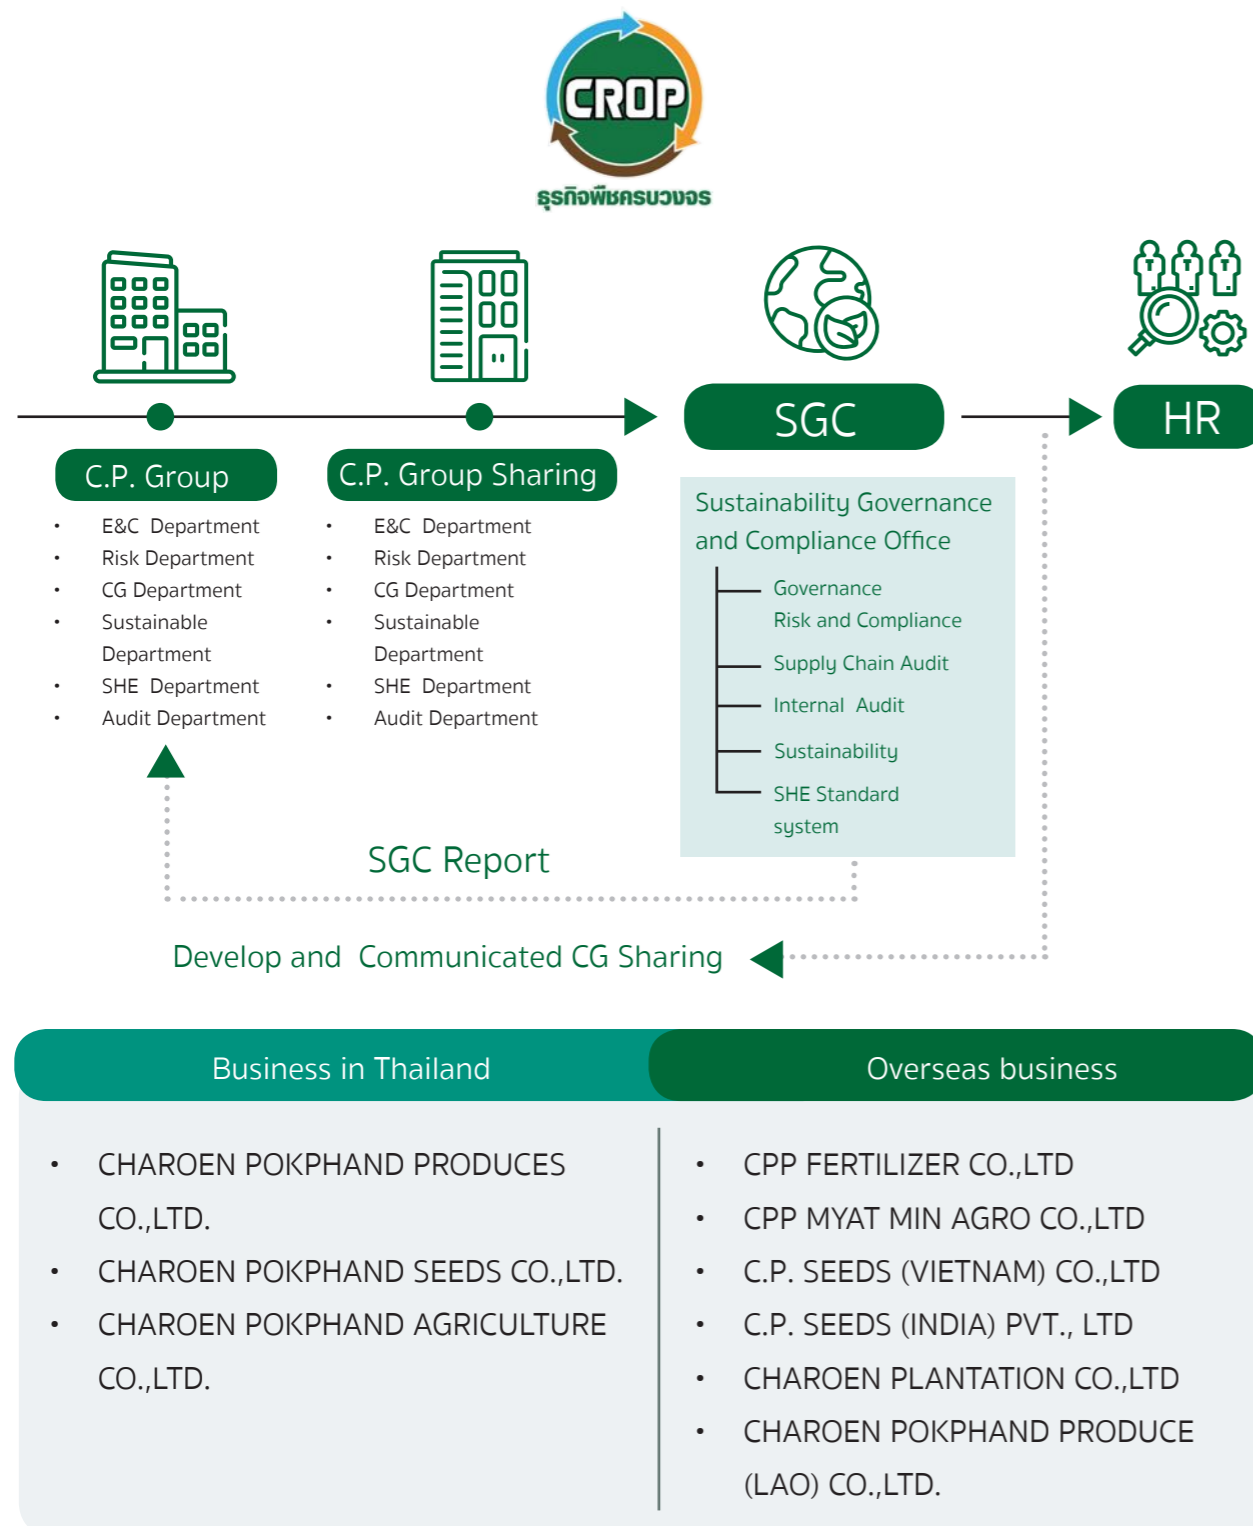 CROP
ธุรกิจพืชครบวงจร
SGC
HR
C.P. Group
C.P. Group Sharing
• E&C Department
• Risk Department
• CG Department
• Sustainable
Department
• SHE Department
• Audit Department
• E&C Department
• Risk Department
• CG Department
• Sustainable
Department
• SHE Department
• Audit Department
Sustainability Governance
and Compliance Office
Governance
Risk and Compliance
Supply Chain Audit
Internal Audit
Sustainability
SHE Standard
system
SGC Report
Develop and Communicated CG Sharing
Business in Thailand
• CHAROEN POKPHAND PRODUCES
CO.,LTD.
• CHAROEN POKPHAND SEEDS CO.,LTD.
• CHAROEN POKPHAND AGRICULTURE
CO.,LTD.
Overseas business
• CPP FERTILIZER CO.,LTD
• CPP MYAT MIN AGRO CO.,LTD
• C.P. SEEDS (VIETNAM) CO.,LTD
• C.P. SEEDS (INDIA) PVT., LTD
• CHAROEN PLANTATION CO.,LTD
• CHAROEN POKPHAND PRODUCE
(LAO) CO.,LTD.